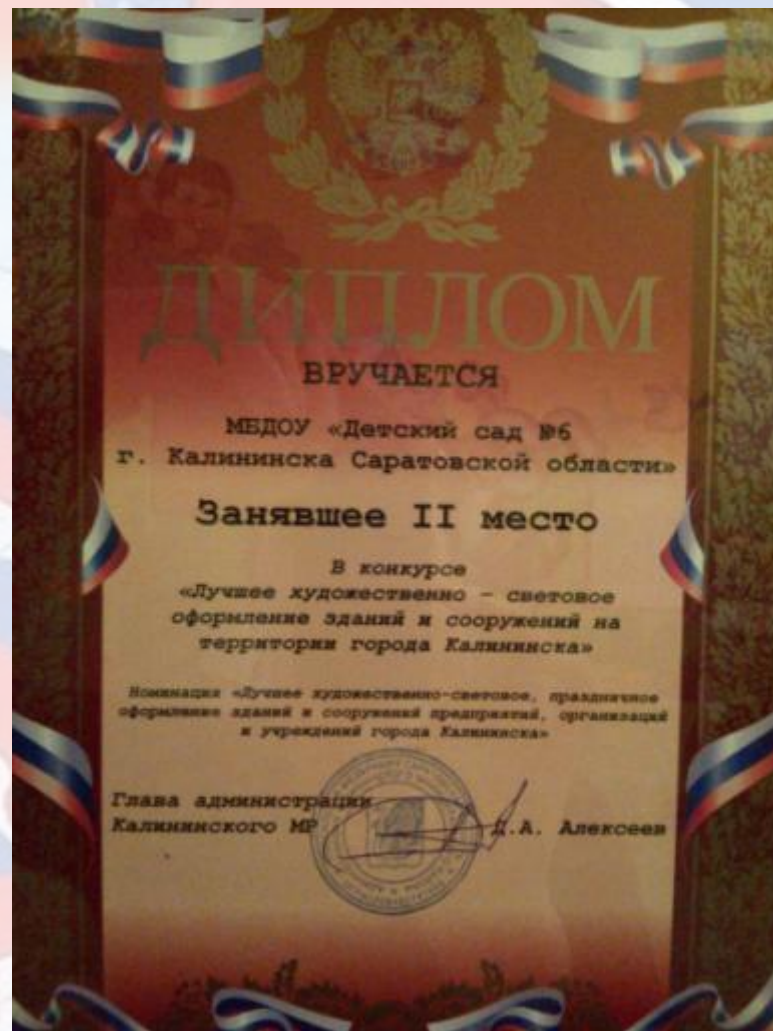 ДИПЛОМ
ВРУЧАЕТСЯ
МБДОУ «Детский сад №6
г. Калининска Саратовской области»
Занявшее II место
В конкурсе
«Лучшее художественно – световое
оформление зданий и сооружений на
территории города Калининска»
Номинация «Лучшее художественно-световое, праздничное
оформление зданий и сооружений предприятий, организаций
и учреждений города Калининска»
Глава администрации
Калининского МР Д.А. Алексеев